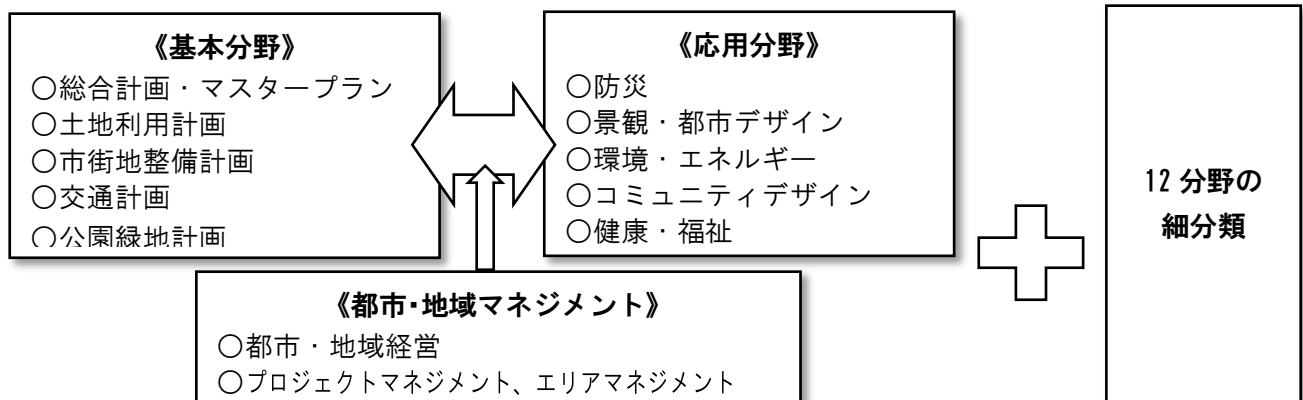 《基本分野》
○総合計画・マスタープラン
○土地利用計画
○市街地整備計画
○交通計画
○公園緑地計画
《応用分野》
○防災
○景観・都市デザイン
○環境・エネルギー
○コミュニティデザイン
○健康・福祉
《都市・地域マネジメント》
○都市・地域経営
○プロジェクトマネジメント、エリアマネジメント
12 分野の
細分類